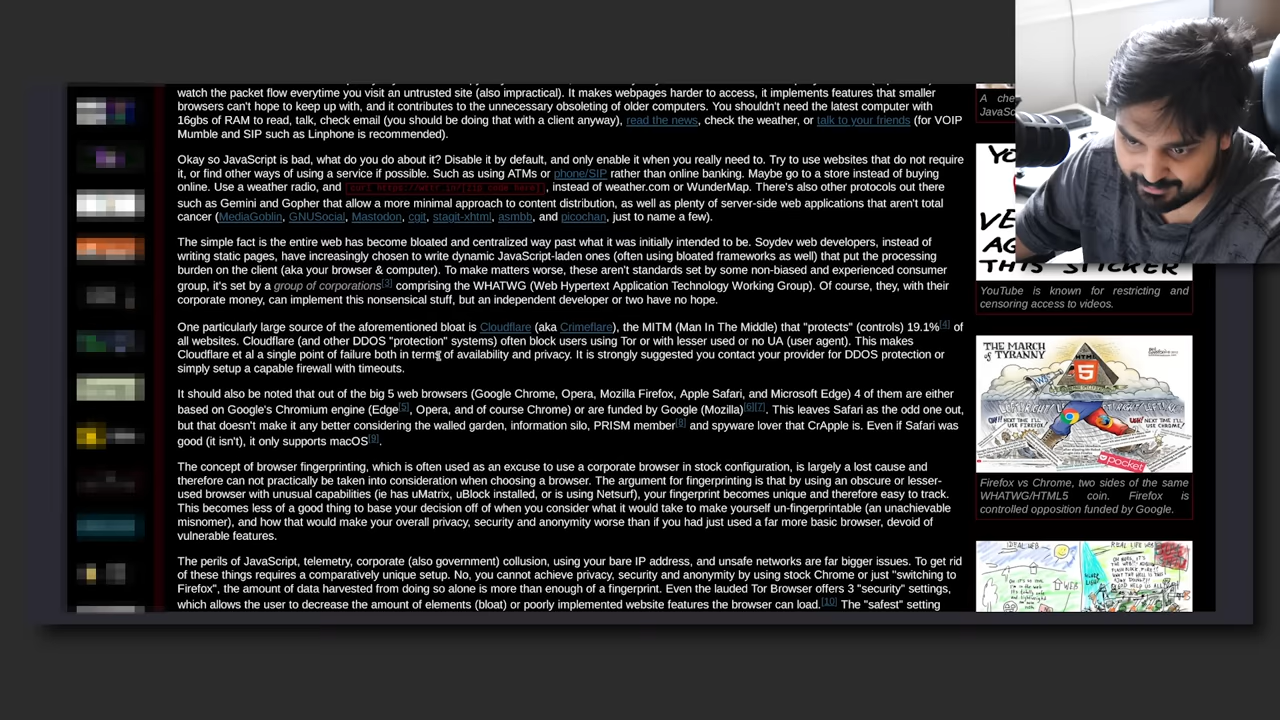 watch the packet flow everytime you visit an untrusted site (also impractical). It makes webpages harder to access, it implements features that smaller
browsers can't hope to keep up with, and it contributes to the unnecessary obsoleting of older computers. You shouldn't need the latest computer with
16gbs of RAM to read, talk, check email (you should be doing that with a client anyway), read the news, check the weather, or talk to your friends (for VOIP
Mumble and SIP such as Linphone is recommended).
Okay so JavaScript is bad, what do you do about it? Disable it by default, and only enable it when you really need to. Try to use websites that do not require
it, or find other ways of using a service if possible. Such as using ATMs or phone/SIP rather than online banking. Maybe go to a store instead of buying
online. Use a weather radio, and curl https://wttr.in/[zip code here], instead of weather.com or WunderMap. There's also other protocols out there
such as Gemini and Gopher that allow a more minimal approach to content distribution, as well as plenty of server-side web applications that aren't total
cancer (MediaGoblin, GNUSocial, Mastodon, cgit, stagit-xhtml, asmbb, and picochan, just to name a few).
The simple fact is the entire web has become bloated and centralized way past what it was initially intended to be. Soydev web developers, instead of
writing static pages, have increasingly chosen to write dynamic JavaScript-laden ones (often using bloated frameworks as well) that put the processing
burden on the client (aka your browser & computer). To make matters worse, these aren't standards set by some non-biased and experienced consumer
group, it's set by a group of corporations[3] comprising the WHATWG (Web Hypertext Application Technology Working Group). Of course, they, with their
corporate money, can implement this nonsensical stuff, but an independent developer or two have no hope.
One particularly large source of the aforementioned bloat is Cloudflare (aka Crimeflare), the MITM (Man In The Middle) that "protects" (controls) 19.1%[4] of
all websites. Cloudflare (and other DDOS "protection" systems) often block users using Tor or with lesser used or no UA (user agent). This makes
Cloudflare et al a single point of failure both in terms of availability and privacy. It is strongly suggested you contact your provider for DDOS protection or
simply setup a capable firewall with timeouts.
It should also be noted that out of the big 5 web browsers (Google Chrome, Opera, Mozilla Firefox, Apple Safari, and Microsoft Edge) 4 of them are either
based on Google's Chromium engine (Edge[5], Opera, and of course Chrome) or are funded by Google (Mozilla)[6][7]. This leaves Safari as the odd one out,
but that doesn't make it any better considering the walled garden, information silo, PRISM member[8] and spyware lover that CrApple is. Even if Safari was
good (it isn't), it only supports macOS[9].
The concept of browser fingerprinting, which is often used as an excuse to use a corporate browser in stock configuration, is largely a lost cause and
therefore can not practically be taken into consideration when choosing a browser. The argument for fingerprinting is that by using an obscure or lesser-
used browser with unusual capabilities (ie has uMatrix, uBlock installed, or is using Netsurf), your fingerprint becomes unique and therefore easy to track.
This becomes less of a good thing to base your decision off of when you consider what it would take to make yourself un-fingerprintable (an unachievable
misnomer), and how that would make your overall privacy, security and anonymity worse than if you had just used a far more basic browser, devoid of
vulnerable features.
The perils of JavaScript, telemetry, corporate (also government) collusion, using your bare IP address, and unsafe networks are far bigger issues. To get rid
of these things requires a comparatively unique setup. No, you cannot achieve privacy, security and anonymity by using stock Chrome or just "switching to
Firefox", the amount of data harvested from doing so alone is more than enough of a fingerprint. Even the lauded Tor Browser offers 3 "security" settings,
which allows the user to decrease the amount of elements (bloat) or poorly implemented website features the browser can load.[10] The "safest" setting
A
THIS STICKER
YouTube is known for restricting and
censoring access to videos.
THE MARCH
OF TYRANNY
HTML
5
pocket
Firefox vs Chrome, two sides of the
same WHATWG/HTML5 coin. Firefox is
controlled opposition funded by Google.
IDEAL WEB